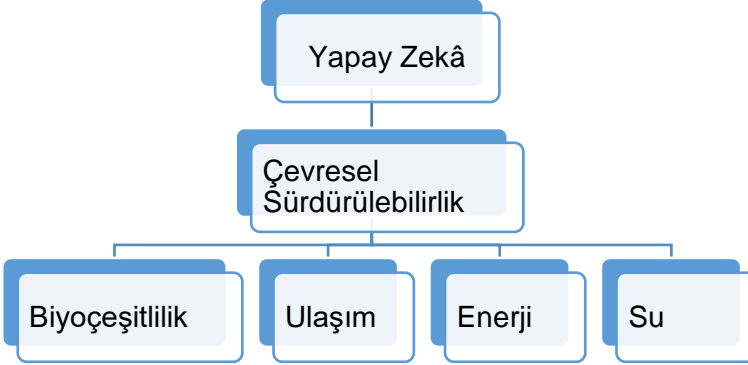 Yapay Zekâ
Çevresel
Sürdürülebilirlik
Biyoçeşitlilik
Ulaşım
Enerji
Su